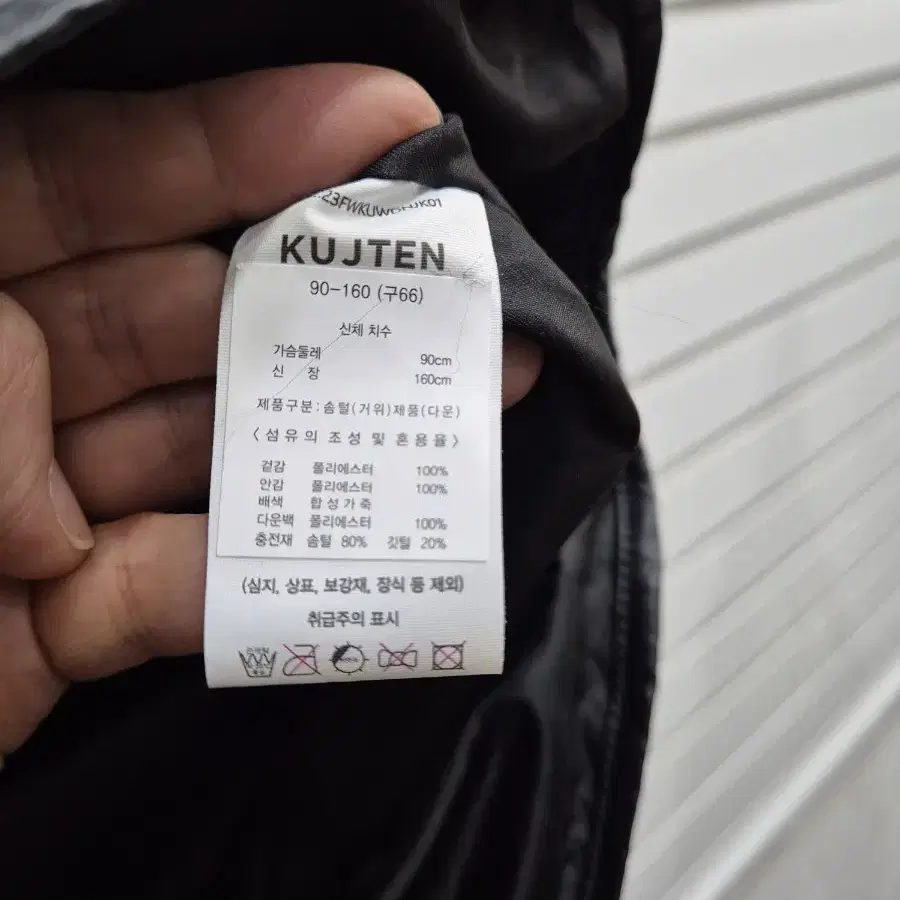 KUJTEN
90-160 (구66)
신체 치수
가슴둘레 90cm
신 장 160cm
제품구분:솜털(거위)제품(다운)
<섬유의 조성 및 혼용율>
겉감 폴리에스터 100%
안감 폴리에스터 100%
배색 합성가죽
다운백 폴리에스터 100%
충전재 솜털 80% 깃털 20%
(심지, 상표, 보강재, 장식 등 제외)
취급주의 표시